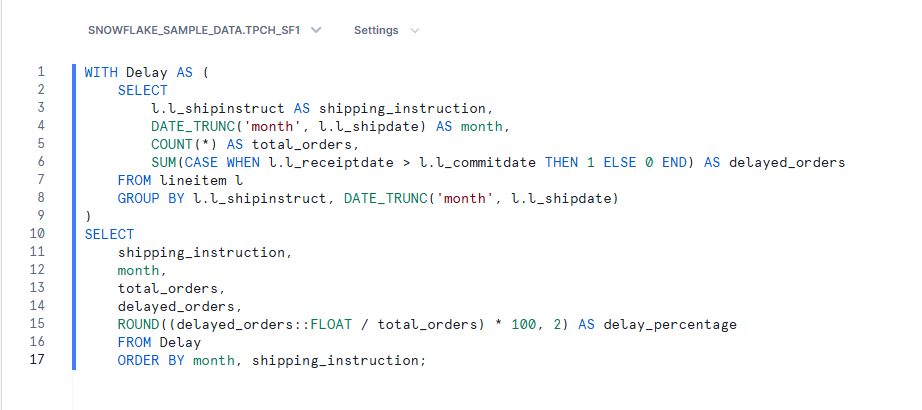 SNOWFLAKE_SAMPLE_DATA.TPCH_SF1 Settings
1 WITH Delay AS (
2 SELECT
3 l.l_shipinstruct AS shipping_instruction,
4 DATE_TRUNC('month', l.l_shipdate) AS month,
5 COUNT(*) AS total_orders,
6 SUM(CASE WHEN l.l_receiptdate > l.l_commitdate THEN 1 ELSE 0 END) AS delayed_orders
7 FROM lineitem l
8 GROUP BY l.l_shipinstruct, DATE_TRUNC('month', l.l_shipdate)
9 )
10 SELECT
11 shipping_instruction,
12 month,
13 total_orders,
14 delayed_orders,
15 ROUND((delayed_orders::FLOAT / total_orders) * 100, 2) AS delay_percentage
16 FROM Delay
17 ORDER BY month, shipping_instruction;